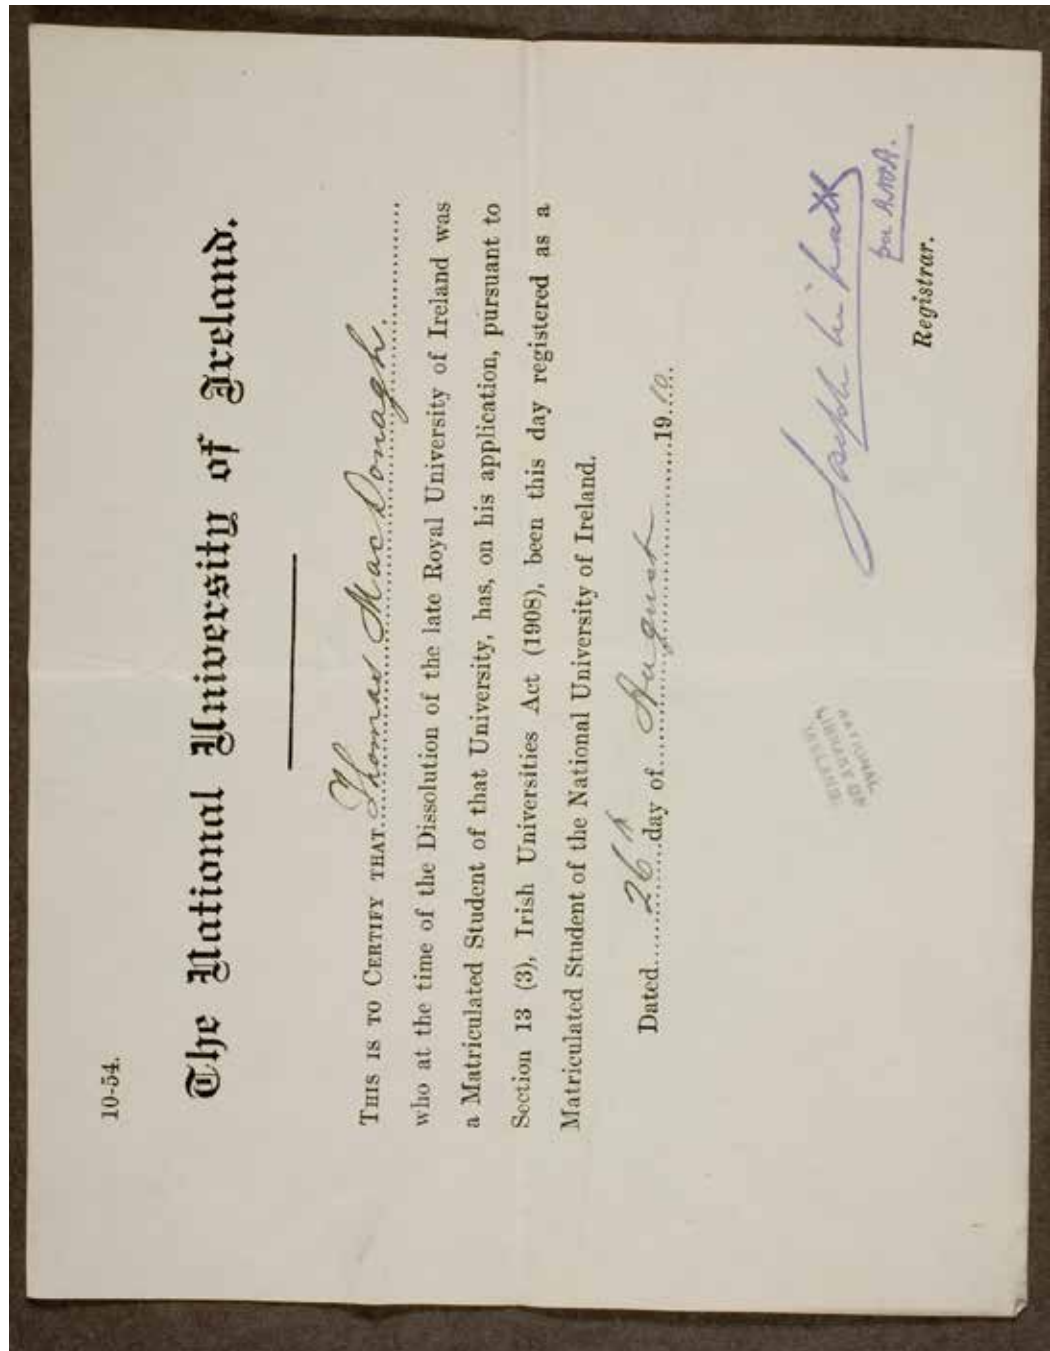 10-54.
The National University of Ireland.
THIS IS TO CERTIFY THAT Thomas MacDonagh.
who at the time of the Dissolution of the late Royal University of Ireland was
a Matriculated Student of that University, has, on his application, pursuant to
Section 13 (3), Irish Universities Act (1908), been this day registered as a
Matriculated Student of the National University of Ireland.
Dated 26th day of August 1910.
Joseph
Registrar.